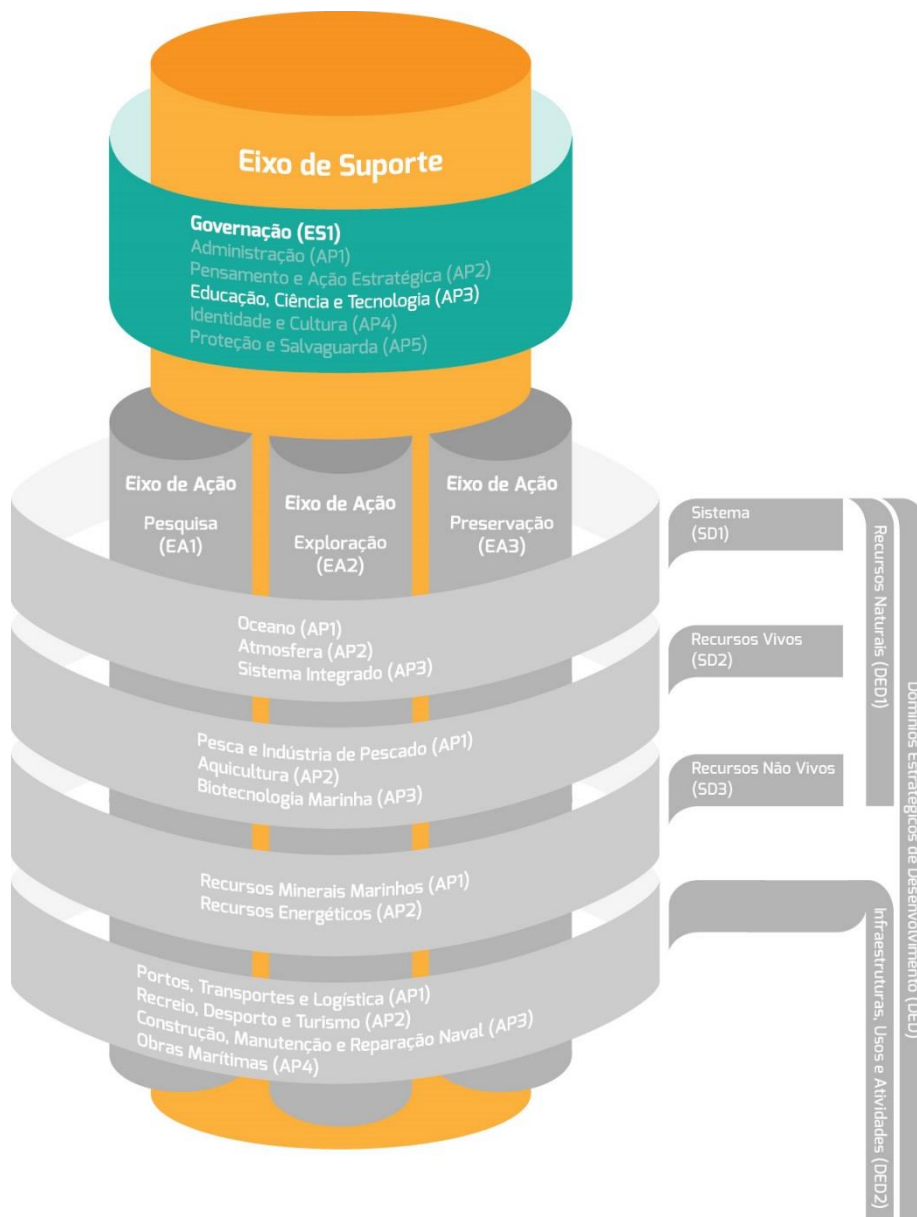 Eixo de Suporte
Governação (ES1)
Administração (AP1)
Pensamento e Ação Estratégica (AP2)
Educação, Ciência e Tecnologia (AP3)
Identidade e Cultura (AP4)
Proteção e Salvaguarda (AP5)
Eixo de Ação
Pesquisa
(EA1)
Eixo de Ação
Exploração
(EA2)
Eixo de Ação
Preservação
(EA3)
Oceano (AP1)
Atmosfera (AP2)
Sistema Integrado (AP3)
Pesca e Indústria de Pescado (AP1)
Aquicultura (AP2)
Biotecnologia Marinha (AP3)
Recursos Minerais Marinhos (AP1)
Recursos Energéticos (AP2)
Portos, Transportes e Logística (AP1)
Recreio, Desporto e Turismo (AP2)
Construção, Manutenção e Reparação Naval (AP3)
Obras Marítimas (AP4)
Sistema
(SD1)
Recursos Vivos
(SD2)
Recursos Não Vivos
(SD3)
Recursos Naturais (DED1)
Infraestruturas, Usos e Atividades (DED2)
Domínios Estratégicos de Desenvolvimento (DED)